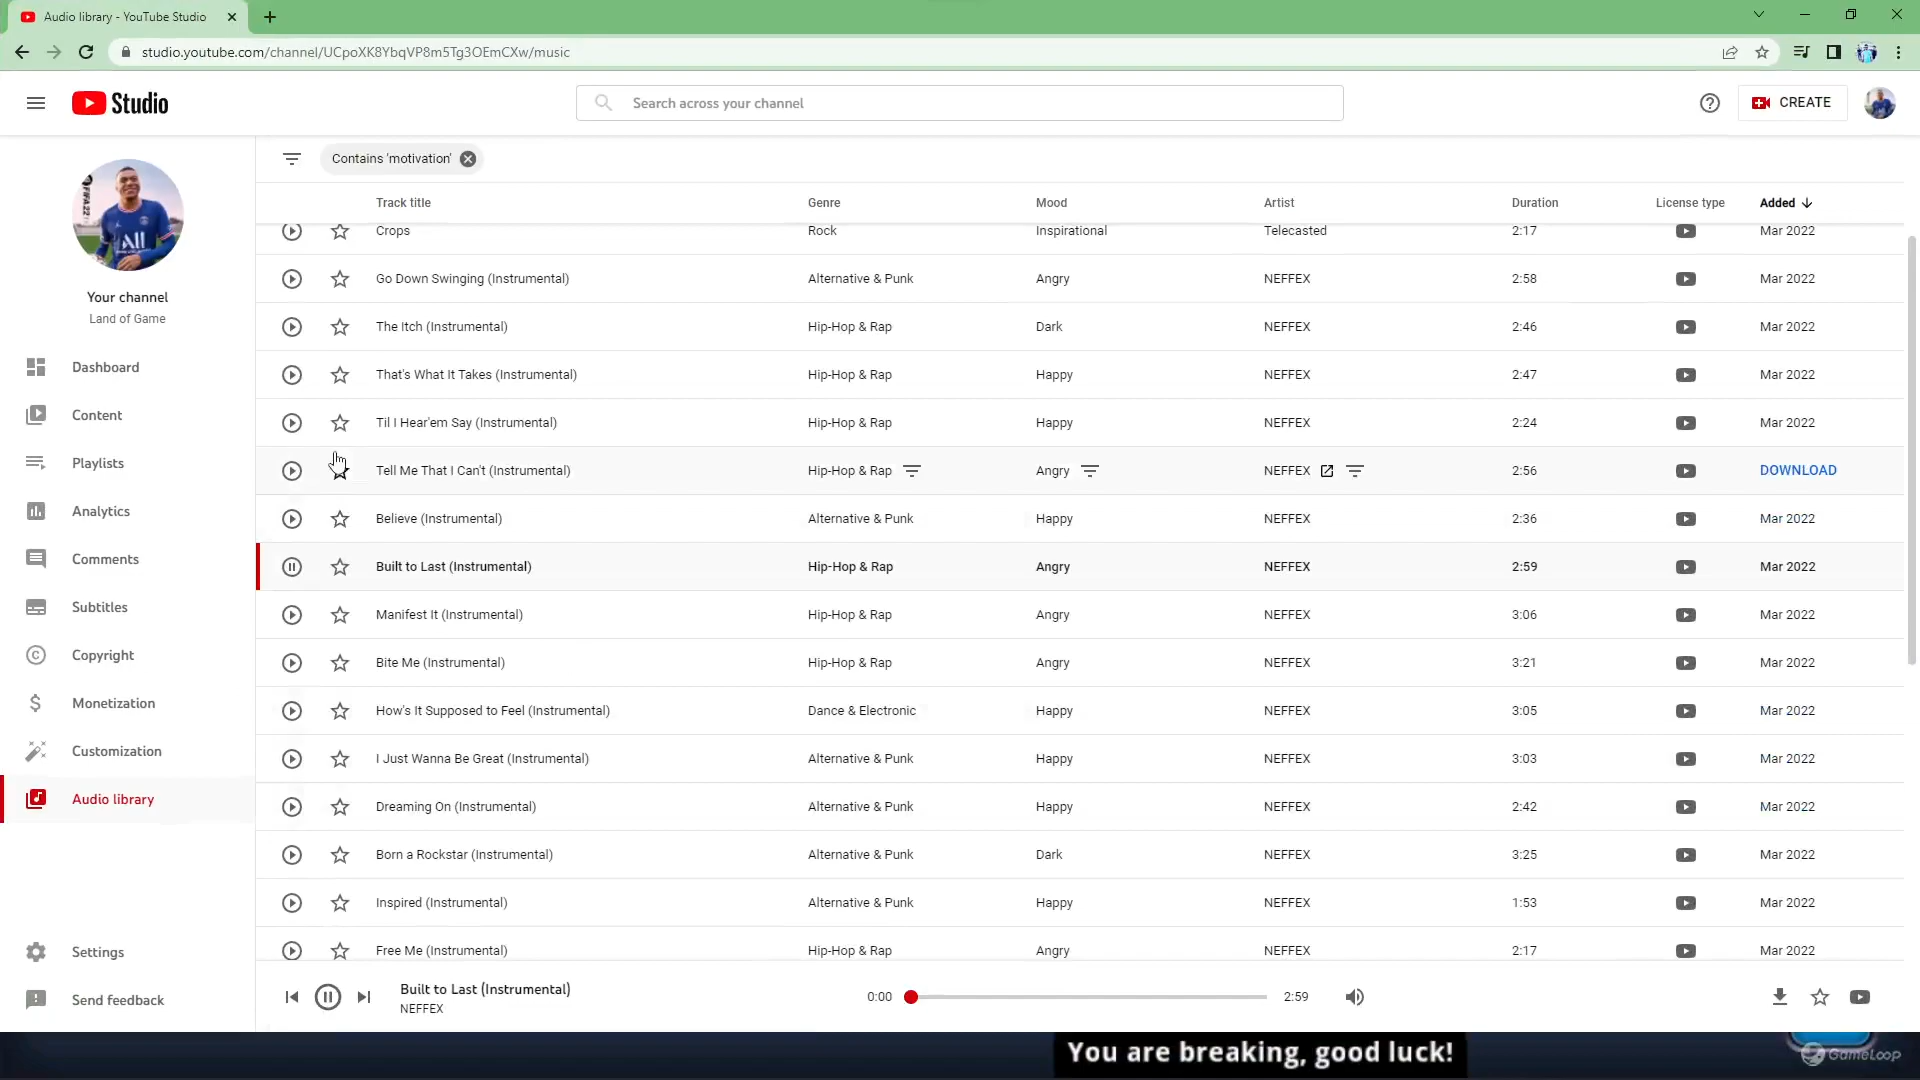 Audio library - YouTube Studio
studio.youtube.com/channel/UCpoXK8YbqVP8m5Tg3OEmCXw/music
Studio
Search across your channel
CREATE
Your channel
Land of Game
Dashboard
Content
Playlists
Analytics
Comments
Subtitles
Copyright
Monetization
Customization
Audio library
Settings
Send feedback
Contains 'motivation'
Track title Genre Mood Artist Duration License type Added
Crops Rock Inspirational Telecasted 2:17 Mar 2022
Go Down Swinging (Instrumental) Alternative & Punk Angry NEFFEX 2:58 Mar 2022
The Itch (Instrumental) Hip-Hop & Rap Dark NEFFEX 2:46 Mar 2022
That's What It Takes (Instrumental) Hip-Hop & Rap Happy NEFFEX 2:47 Mar 2022
Til I Hear'em Say (Instrumental) Hip-Hop & Rap Happy NEFFEX 2:24 Mar 2022
Tell Me That I Can't (Instrumental) Hip-Hop & Rap Angry NEFFEX 2:56 DOWNLOAD
Believe (Instrumental) Alternative & Punk Happy NEFFEX 2:36 Mar 2022
Built to Last (Instrumental) Hip-Hop & Rap Angry NEFFEX 2:59 Mar 2022
Manifest It (Instrumental) Hip-Hop & Rap Angry NEFFEX 3:06 Mar 2022
Bite Me (Instrumental) Hip-Hop & Rap Angry NEFFEX 3:21 Mar 2022
How's It Supposed to Feel (Instrumental) Dance & Electronic Happy NEFFEX 3:05 Mar 2022
I Just Wanna Be Great (Instrumental) Alternative & Punk Happy NEFFEX 3:03 Mar 2022
Dreaming On (Instrumental) Alternative & Punk Happy NEFFEX 2:42 Mar 2022
Born a Rockstar (Instrumental) Alternative & Punk Dark NEFFEX 3:25 Mar 2022
Inspired (Instrumental) Alternative & Punk Happy NEFFEX 1:53 Mar 2022
Free Me (Instrumental) Hip-Hop & Rap Angry NEFFEX 2:17 Mar 2022
Built to Last (Instrumental)
NEFFEX
0:00 2:59
You are breaking, good luck!
GameLoop